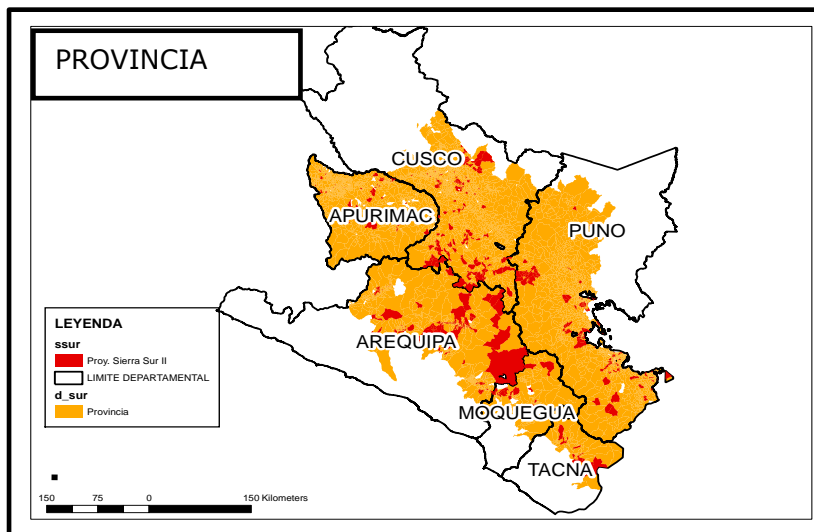 PROVINCIA
CUSCO
APURIMAC
PUNO
LEYENDA
ssur
Proy. Sierra Sur II
LIMITE DEPARTAMENTAL
d_sur
Provincia
AREQUIPA
MOQUEGUA
TACNA
150 75 0 150 Kilometers